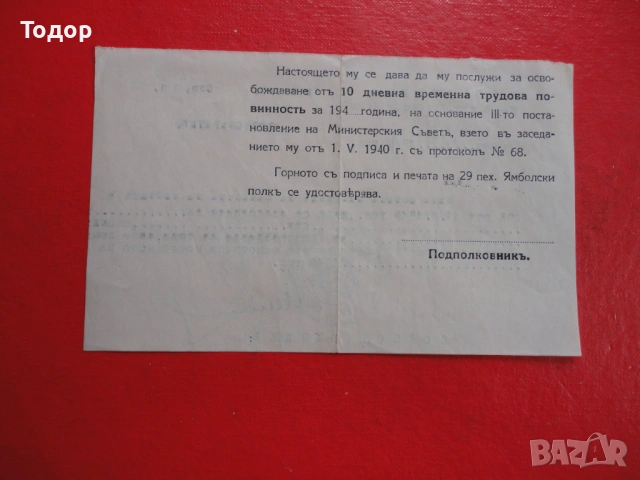 Тодор
Настоящето му се дава да му послужи за осво-
бождаване отъ 10 дневна временна трудова по-
винность за 194 година, на основание III-то поста-
новление на Министерския Съветъ, взето въ заседа-
нието му отъ 1. V. 1940 г. съ протоколъ № 68.
Горното съ подписа и печата на 29 пех. Ямболски
полкъ се удостовѣрява.
Подполковникъ.
BAZAR